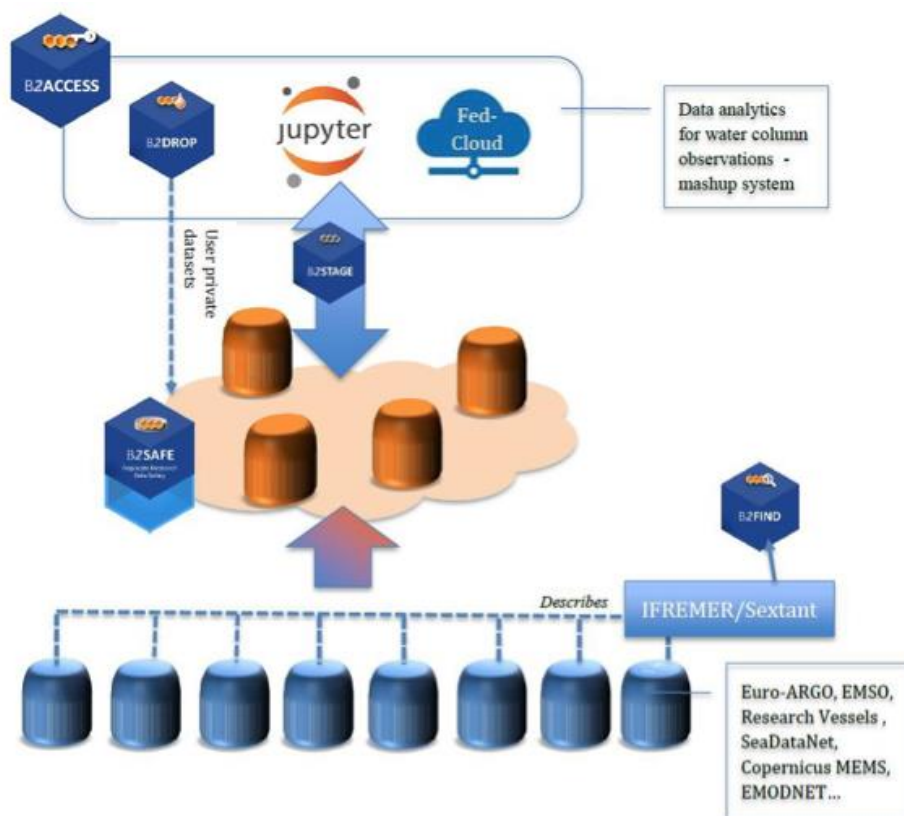 B2ACCESS
B2DROP
jupyter
Fed-
Cloud
Data analytics
for water column
observations -
mashup system
User private
datasets
B2STAGE
B2SAFE
B2FIND
Describes
IFREMER/Sextant
Euro-ARGO, EMSO,
Research Vessels ,
SeaDataNet,
Copernicus MEMS,
EMODNET...